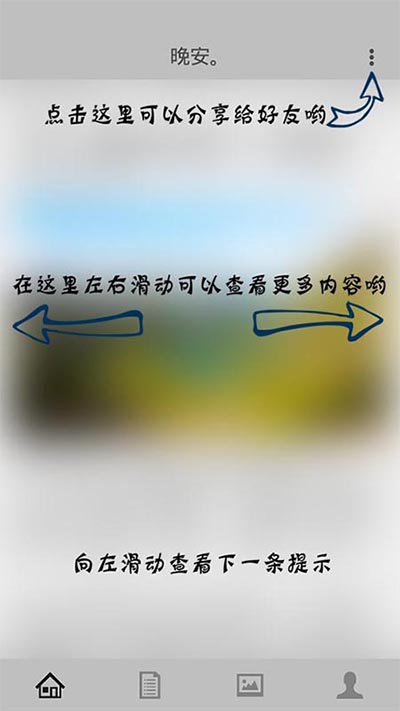 晚安。
点击这里可以分享给好友哟
在这里左右滑动可以查看更多内容哟
向左滑动查看下一条提示